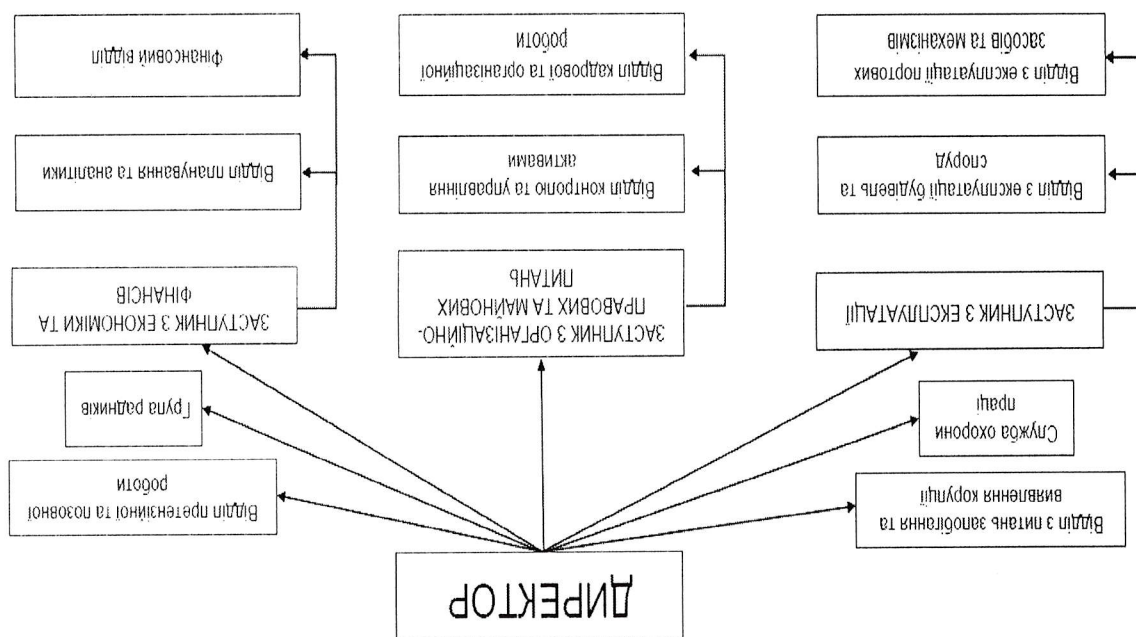 ДИРЕКТОР
Відділ з питань запобігання та
виявлення корупції
Відділ претензійної та позовної
роботи
Служба охорони
праці
Група радників
ЗАСТУПНИК З ЕКСПЛУАТАЦІЇ
ЗАСТУПНИК З ОРГАНІЗАЦІЙНО-
ПРАВОВИХ ТА МАЙНОВИХ
ПИТАНЬ
ЗАСТУПНИК З ЕКОНОМІКИ ТА
ФІНАНСІВ
Відділ з експлуатації будівель та
споруд
Відділ контролю та управління
активами
Відділ планування та аналітики
Відділ з експлуатації портових
засобів та механізмів
Відділ кадрової та організаційної
роботи
Фінансовий відділ